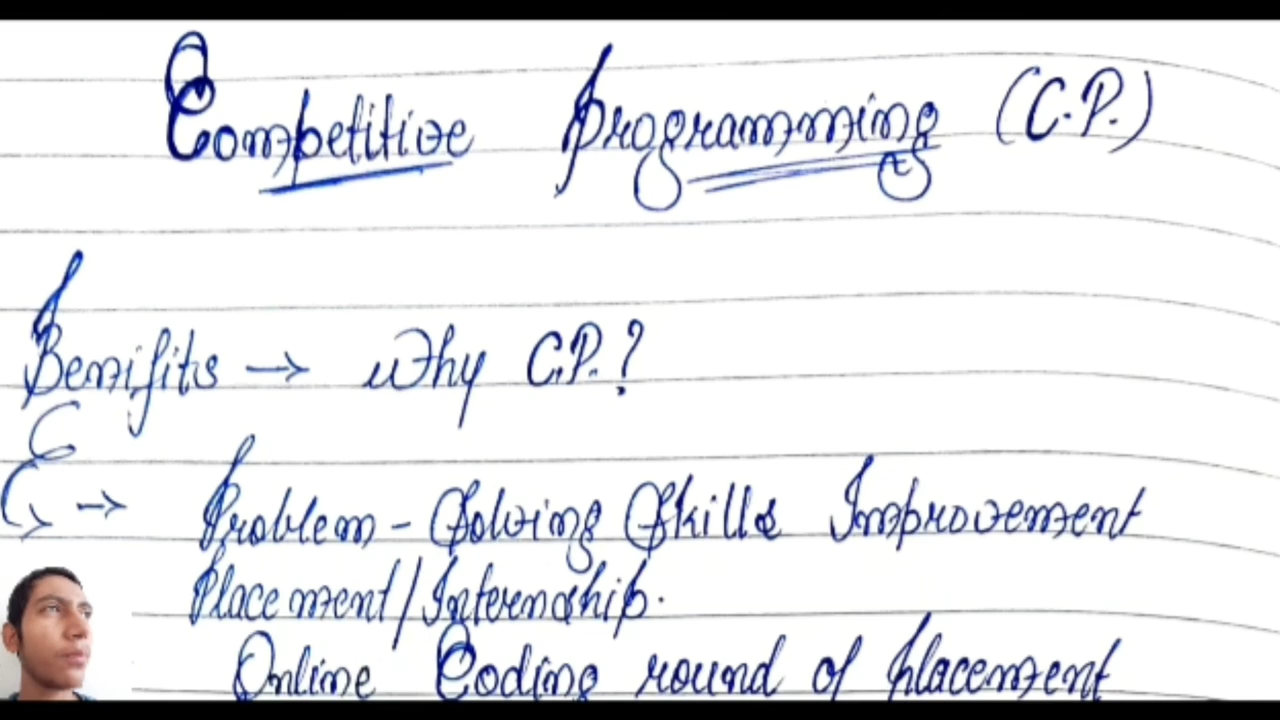 Competitive Programming (C.P.)
Benifits → Why C.P.?
→ Problem - Solving Skills Improvement
Placement/Internship.
Online Coding round of placement